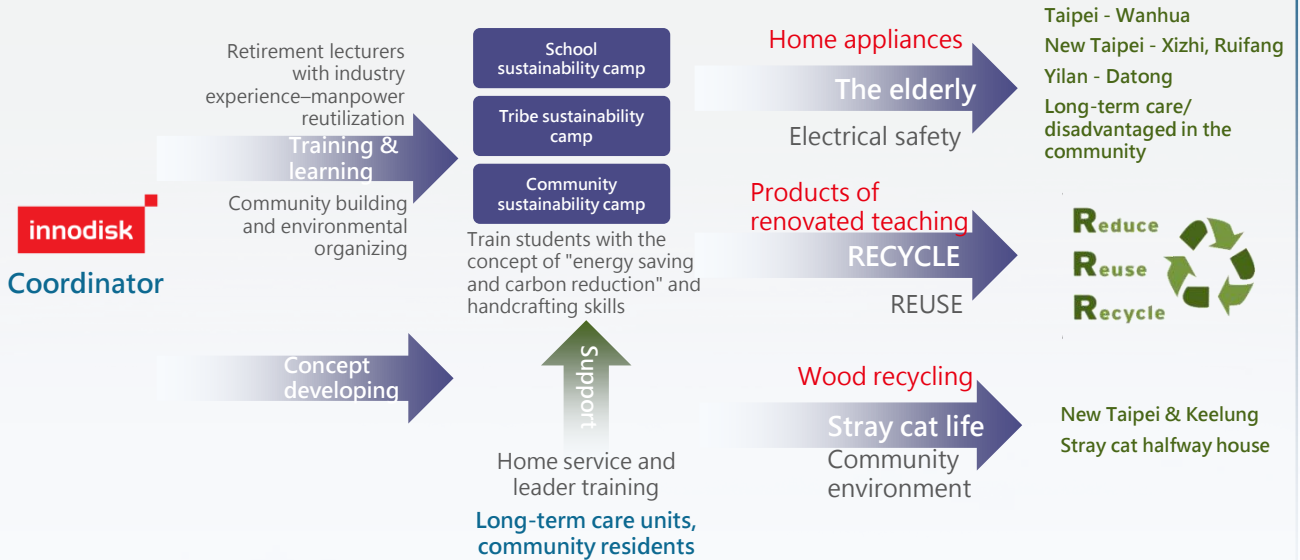 innodisk
Coordinator
Retirement lecturers
with industry
experience–manpower
reutilization
Training &
learning
Community building
and environmental
organizing
Concept
developing
School
sustainability camp
Tribe sustainability
camp
Community
sustainability camp
Train students with the
concept of "energy saving
and carbon reduction" and
handcrafting skills
Support
Home service and
leader training
Long-term care units,
community residents
Home appliances
The elderly
Electrical safety
Taipei - Wanhua
New Taipei - Xizhi, Ruifang
Yilan - Datong
Long-term care/
disadvantaged in the
community
Products of
renovated teaching
RECYCLE
REUSE
Reduce
Reuse
Recycle
Wood recycling
Stray cat life
Community
environment
New Taipei & Keelung
Stray cat halfway house